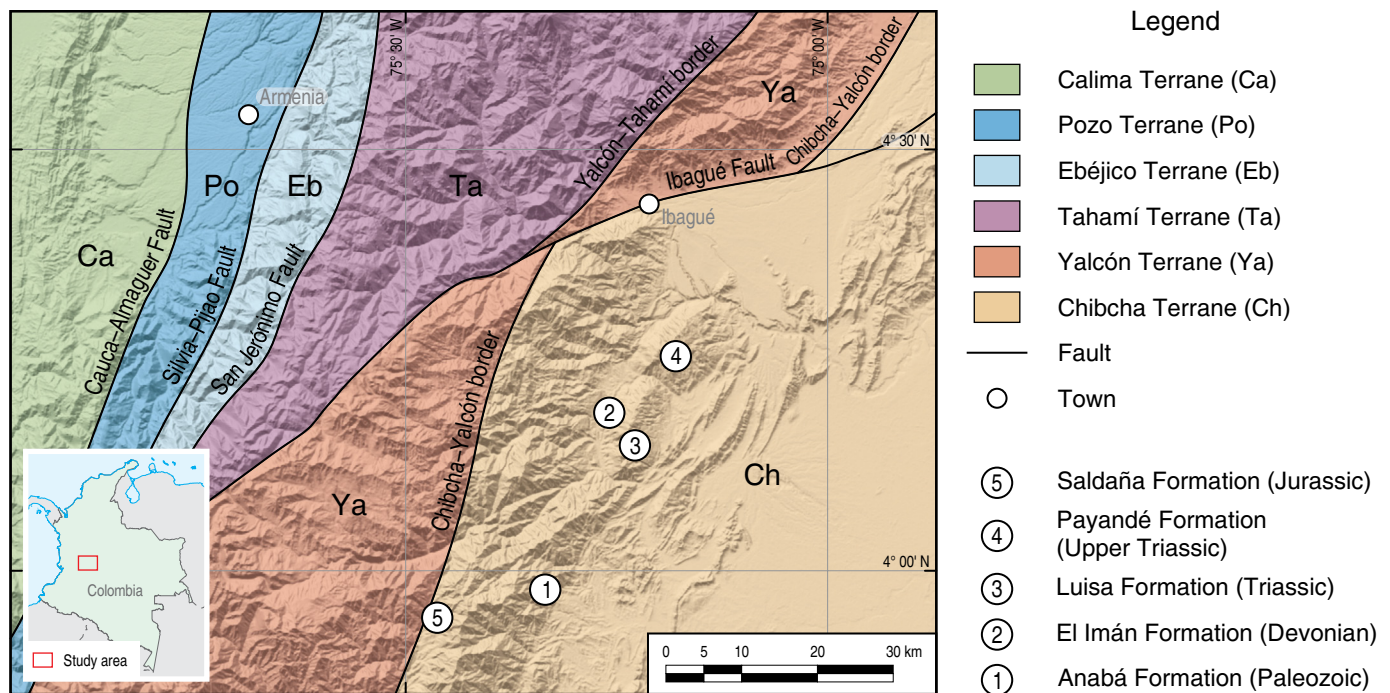 75° 30' W
75° 00' W
Armenia
Yalcón–Tahamí border
Ya
Chibcha–Yalcón border
4° 30' N
Po
Eb
Ta
Ibagué Fault
Ibagué
Ca
Cauca–Almaguer Fault
Silvia–Pijao Fault
San Jerónimo Fault
4
2
3
Chibcha–Yalcón border
Ch
Ya
4° 00' N
1
5
Colombia
Study area
0 5 10 20 30 km
Legend
Calima Terrane (Ca)
Pozo Terrane (Po)
Ebéjico Terrane (Eb)
Tahamí Terrane (Ta)
Yalcón Terrane (Ya)
Chibcha Terrane (Ch)
Fault
Town
5 Saldaña Formation (Jurassic)
4 Payandé Formation
(Upper Triassic)
3 Luisa Formation (Triassic)
2 El Imán Formation (Devonian)
1 Anabá Formation (Paleozoic)